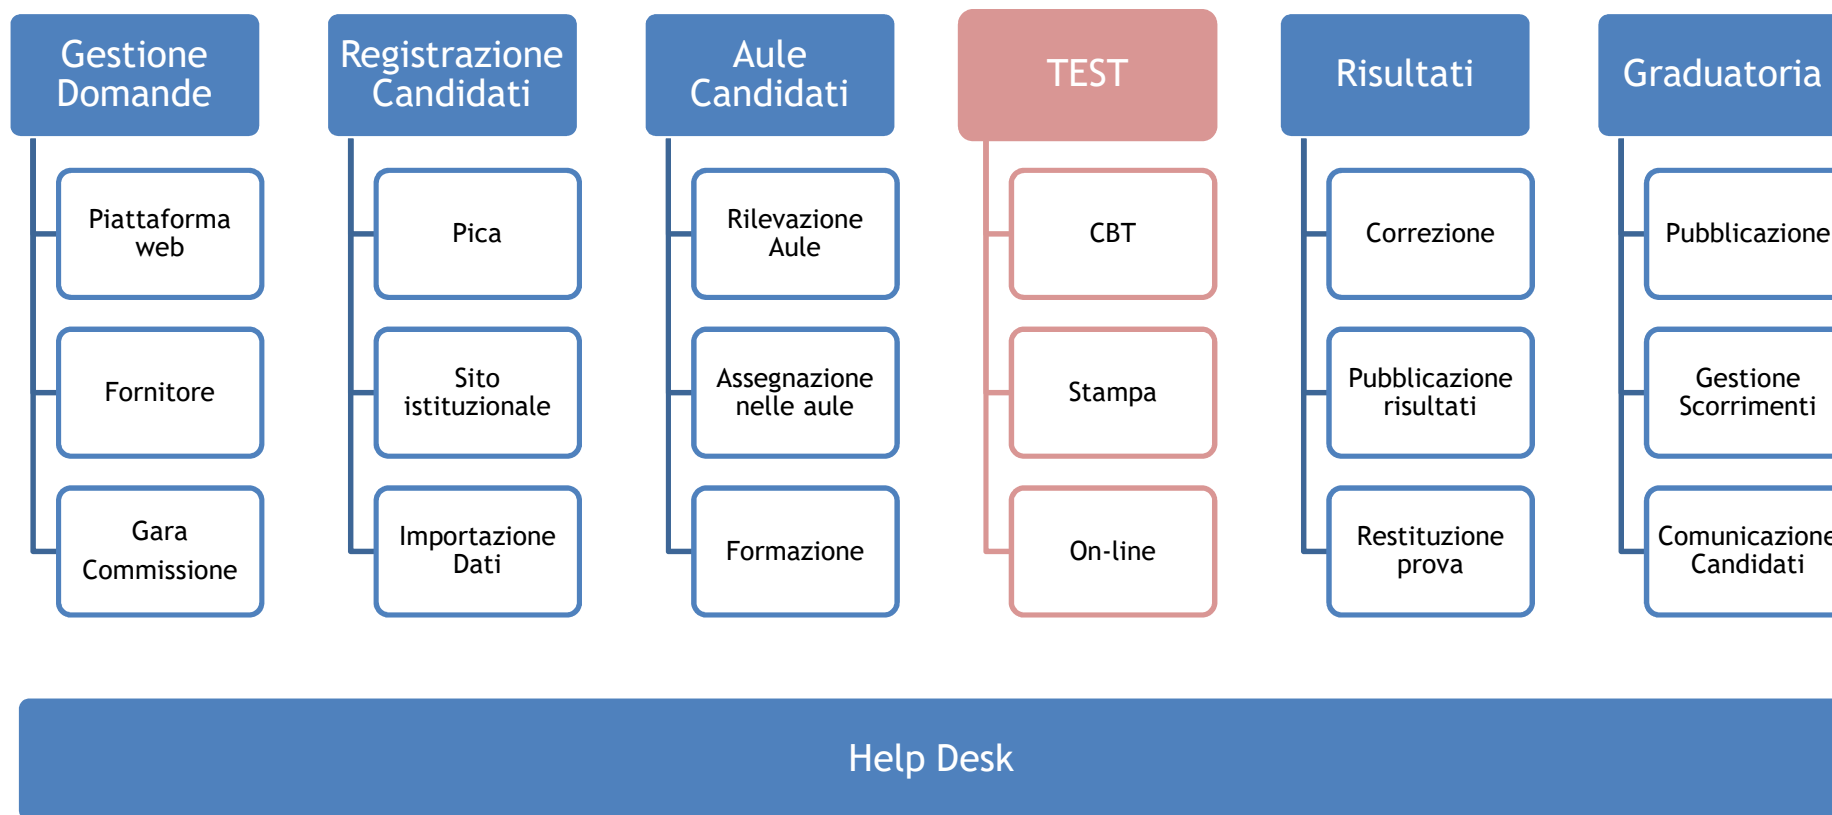 Gestione
Domande
Piattaforma
web
Fornitore
Gara
Commissione
Registrazione
Candidati
Pica
Sito
istituzionale
Importazione
Dati
Aule
Candidati
Rilevazione
Aule
Assegnazione
nelle aule
Formazione
TEST
CBT
Stampa
On-line
Risultati
Correzione
Pubblicazione
risultati
Restituzione
prova
Graduatoria
Pubblicazione
Gestione
Scorrimenti
Comunicazione
Candidati
Help Desk